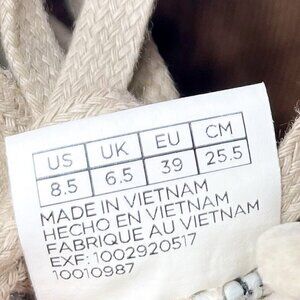 US UK EU CM
8.5 6.5 39 25.5
MADE IN VIETNAM
HECHO EN VIETNAM
FABRIQUE AU VIETNAM
EXF: 1002920517
10010987